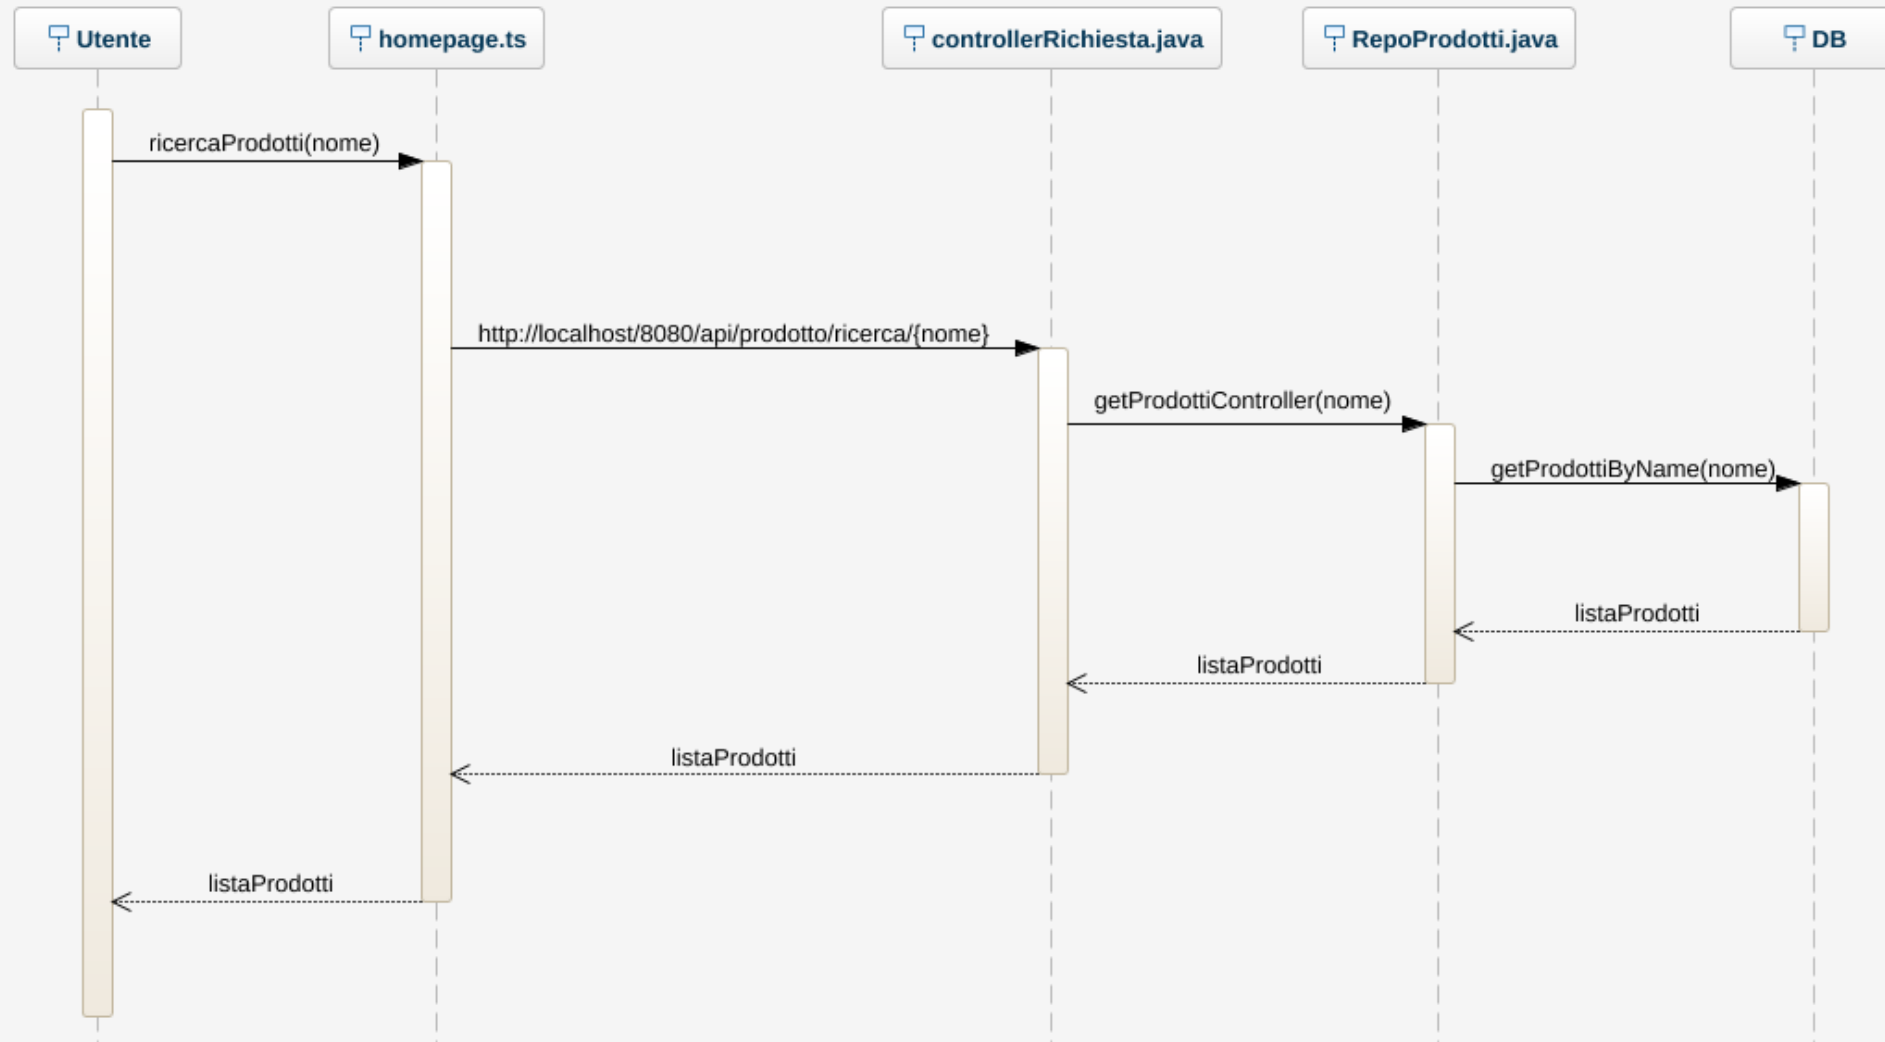 Utente
homepage.ts
controllerRichiesta.java
RepoProdotti.java
DB
ricercaProdotti(nome)
http://localhost/8080/api/prodotto/ricerca/{nome}
getProdottiController(nome)
getProdottiByName(nome)
listaProdotti
listaProdotti
listaProdotti
listaProdotti